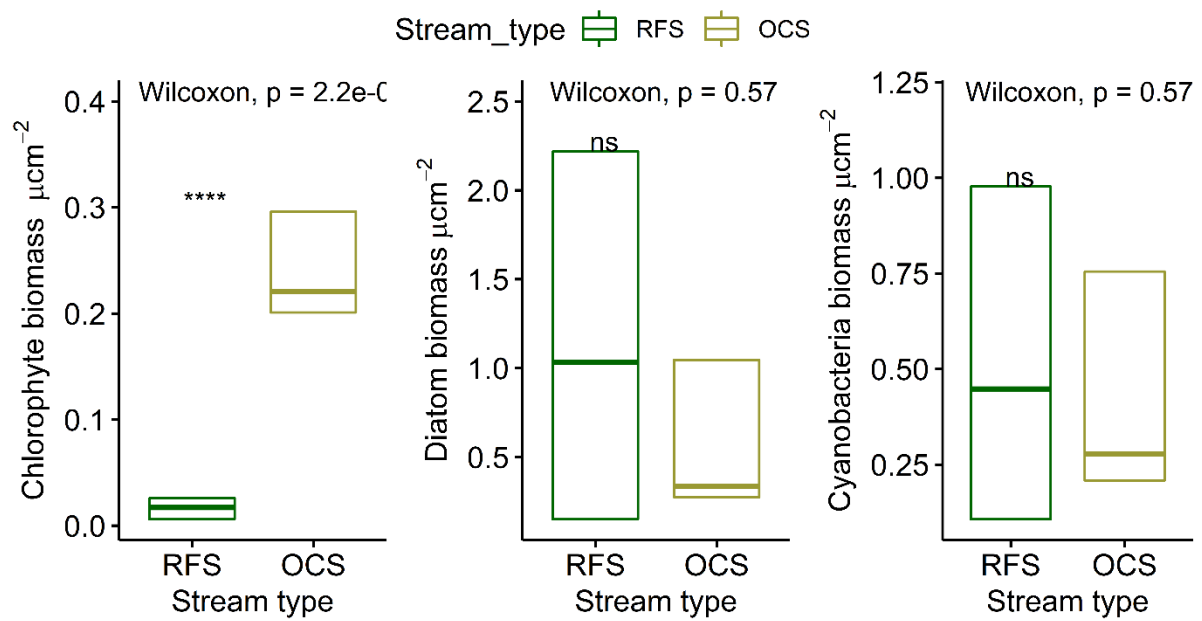 Stream_type RFS OCS
Chlorophyte biomass μcm⁻²
Wilcoxon, p = 2.2e-0
0.4
0.3
0.2
0.1
0.0
****
RFS OCS
Stream type
Diatom biomass μcm⁻²
Wilcoxon, p = 0.57
2.5
2.0
1.5
1.0
0.5
ns
RFS OCS
Stream type
Cyanobacteria biomass μcm⁻²
Wilcoxon, p = 0.57
1.25
1.00
0.75
0.50
0.25
ns
RFS OCS
Stream type